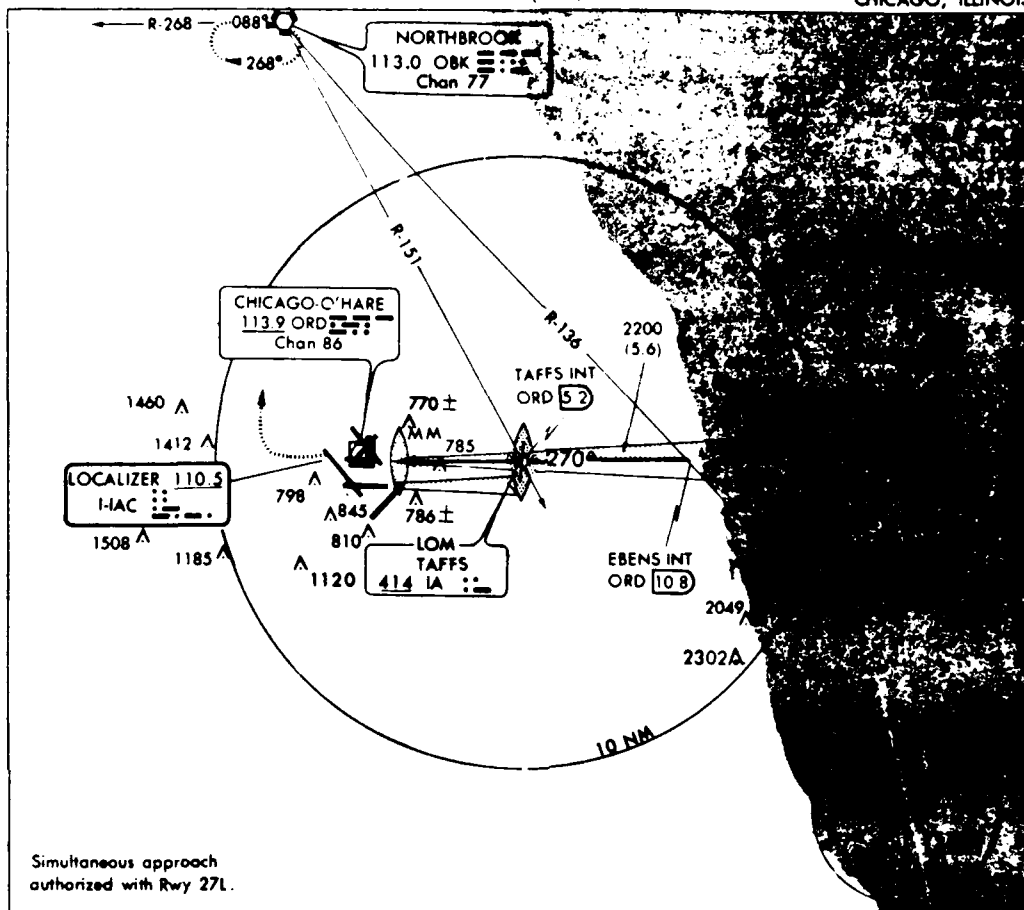 CHICAGO, ILLINOIS
R-268
088°
268°
NORTHBROOK
113.0 OBK
Chan 77
R-151
R-136
CHICAGO-O'HARE
113.9 ORD
Chan 86
2200
(5.6)
TAFFS INT
ORD 5.2
1460
1412
770 ±
MM
785
270°
LOCALIZER 110.5
I-IAC
798
845
786 ±
810
1508
1185
1120
LOM
TAFFS
414 IA
EBENS INT
ORD 10.8
2049
2302
10 NM
Simultaneous approach
authorized with Rwy 27L.